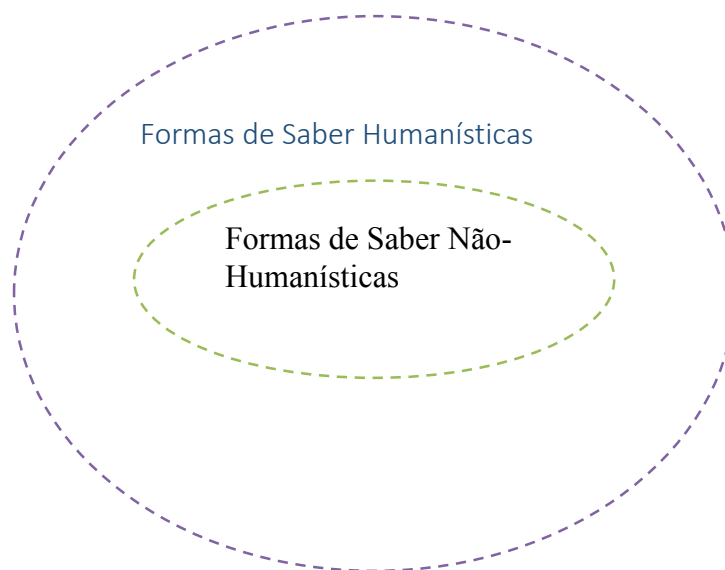 Formas de Saber Humanísticas
Formas de Saber Não-
Humanísticas